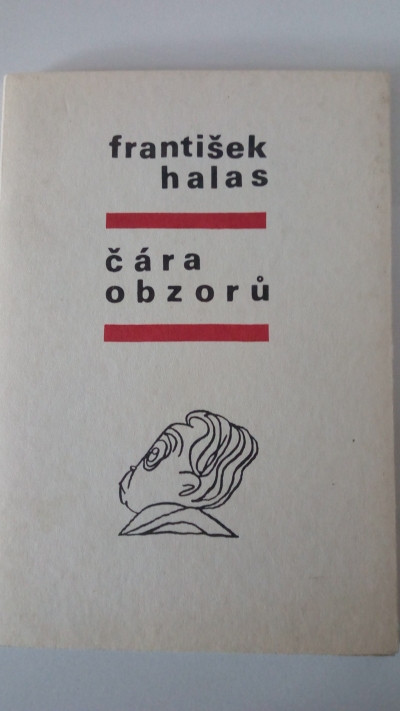 františek
halas
čára
obzorů